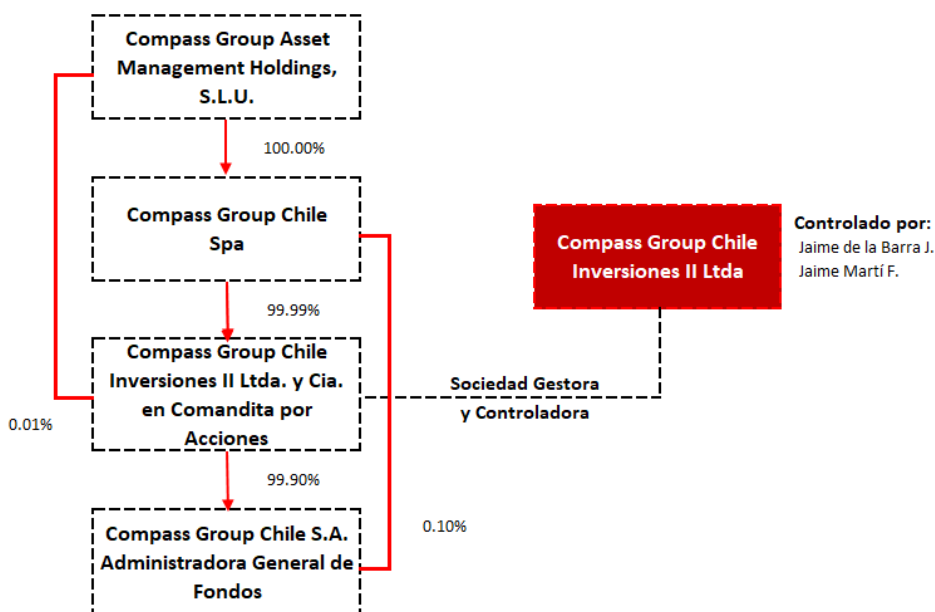 Compass Group Asset
Management Holdings,
S.L.U.
100.00%
Compass Group Chile
Spa
Compass Group Chile
Inversiones II Ltda
Controlado por:
Jaime de la Barra J.
Jaime Martí F.
99.99%
Compass Group Chile
Inversiones II Ltda. y Cia.
en Comandita por
Acciones
Sociedad Gestora
y Controladora
0.01%
99.90%
0.10%
Compass Group Chile S.A.
Administradora General de
Fondos